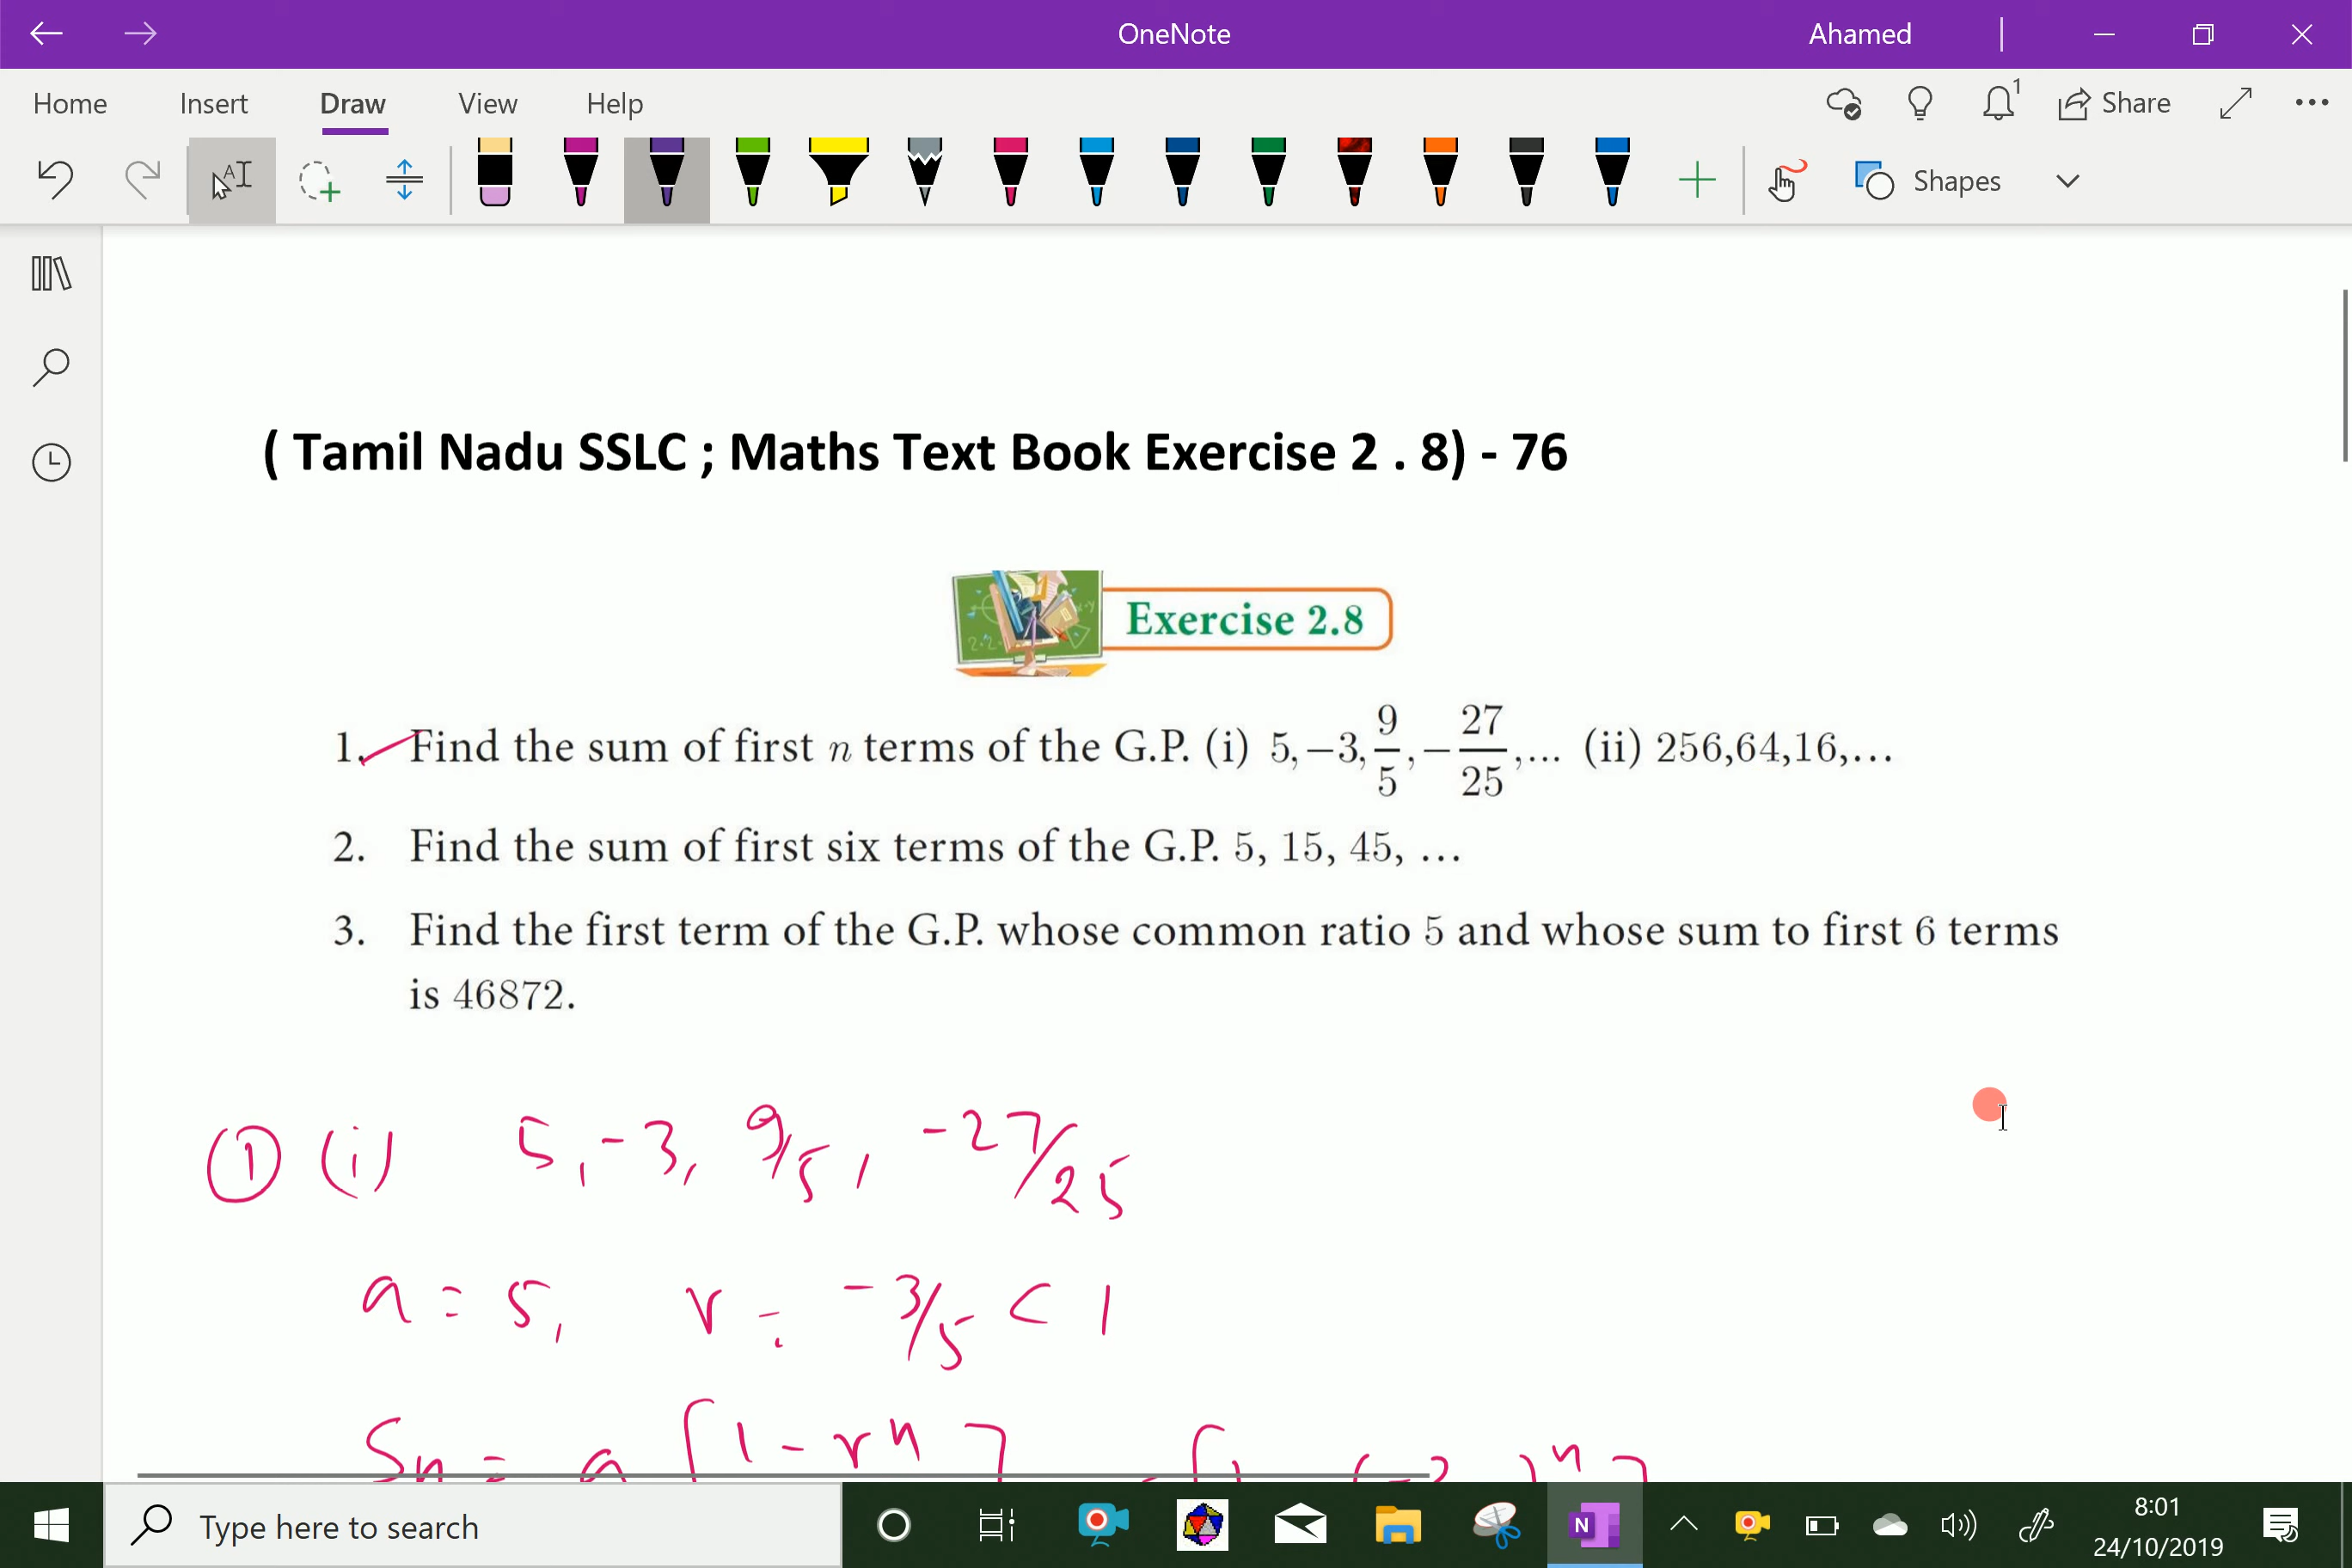 OneNote
Ahamed
Home Insert Draw View Help
1
Share
Shapes
( Tamil Nadu SSLC ; Maths Text Book Exercise 2 . 8) - 76
Exercise 2.8
1. Find the sum of first n terms of the G.P. (i) 5,−3, 9/5, −27/25,... (ii) 256,64,16,...
2. Find the sum of first six terms of the G.P. 5, 15, 45, ...
3. Find the first term of the G.P. whose common ratio 5 and whose sum to first 6 terms
is 46872.
① (i) 5, -3, 9/5, -27/25
a = 5, r = -3/5 < 1
Sn = a [1 - r^n]
Type here to search
N
8:01
24/10/2019